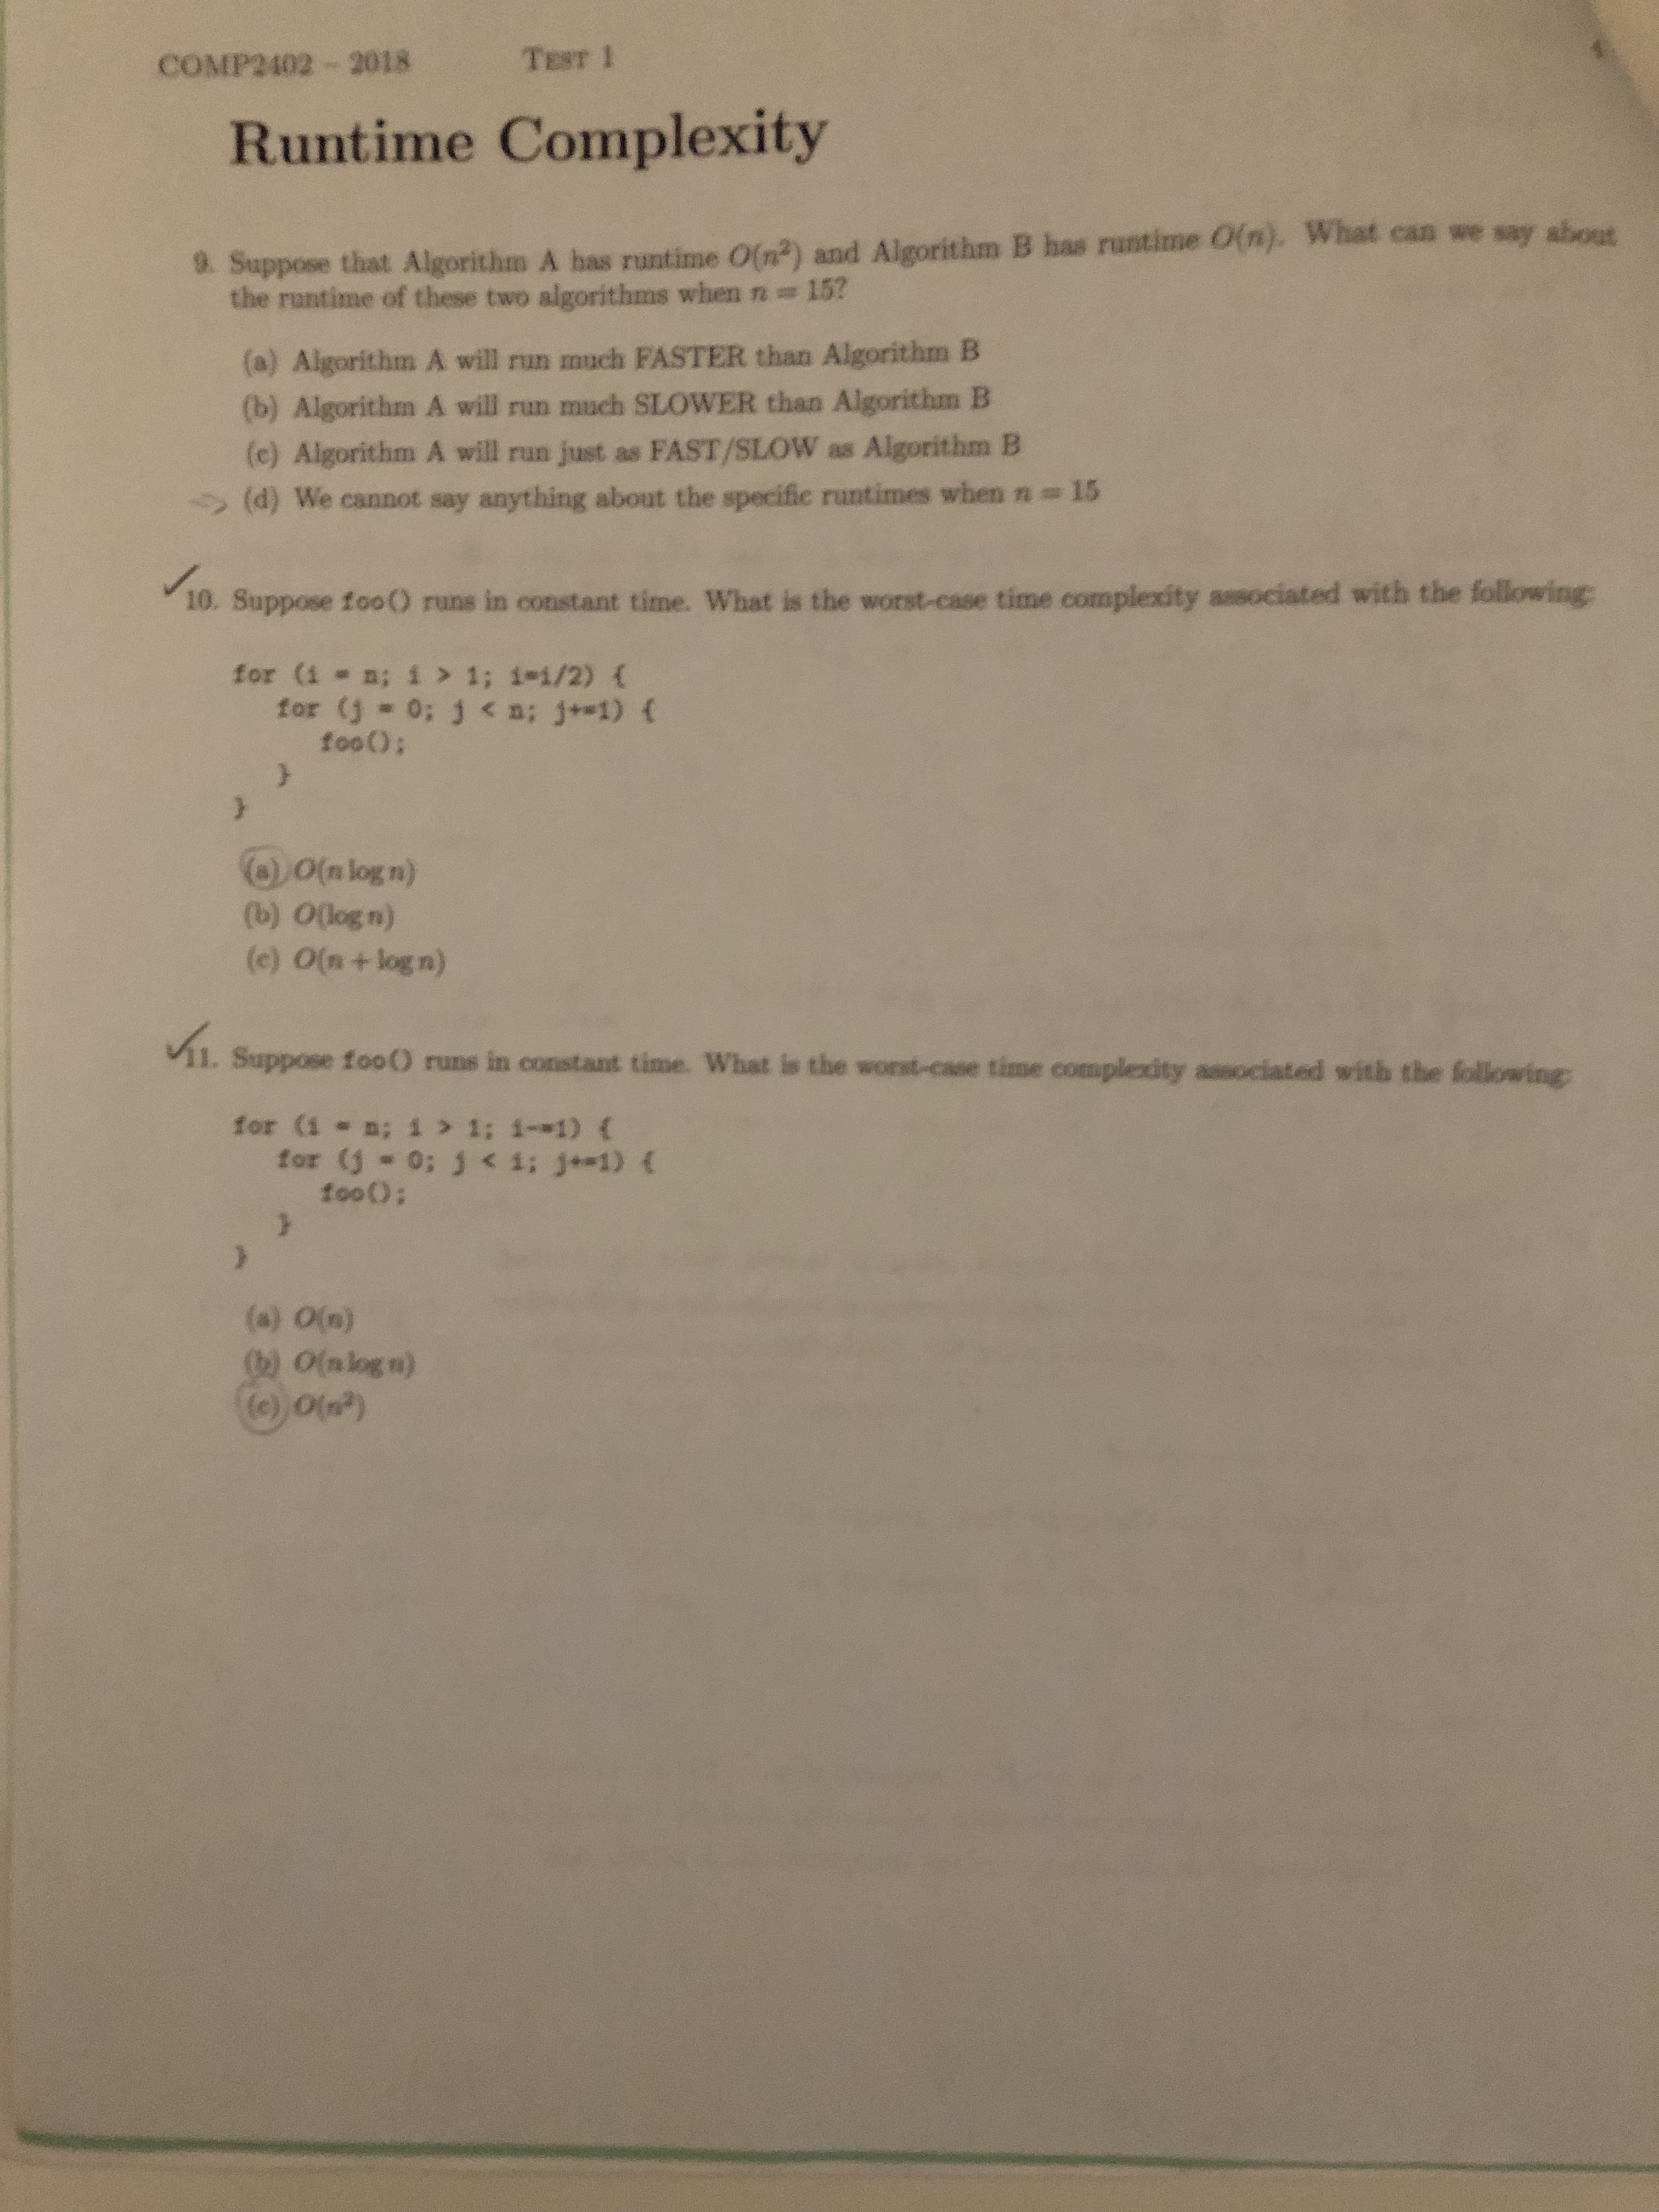 COMP2402 – 2018 TEST 1 4
Runtime Complexity
9. Suppose that Algorithm A has runtime O(n²) and Algorithm B has runtime O(n). What can we say about
the runtime of these two algorithms when n = 15?
(a) Algorithm A will run much FASTER than Algorithm B
(b) Algorithm A will run much SLOWER than Algorithm B
(c) Algorithm A will run just as FAST/SLOW as Algorithm B
(d) We cannot say anything about the specific runtimes when n = 15
10. Suppose foo() runs in constant time. What is the worst-case time complexity associated with the following:
for (i = n; i > 1; i=i/2) {
for (j = 0; j < n; j+=1) {
foo();
}
}
(a) O(n log n)
(b) O(log n)
(c) O(n + log n)
11. Suppose foo() runs in constant time. What is the worst-case time complexity associated with the following:
for (i = n; i > 1; i-=1) {
for (j = 0; j < i; j+=1) {
foo();
}
}
(a) O(n)
(b) O(n log n)
(c) O(n²)